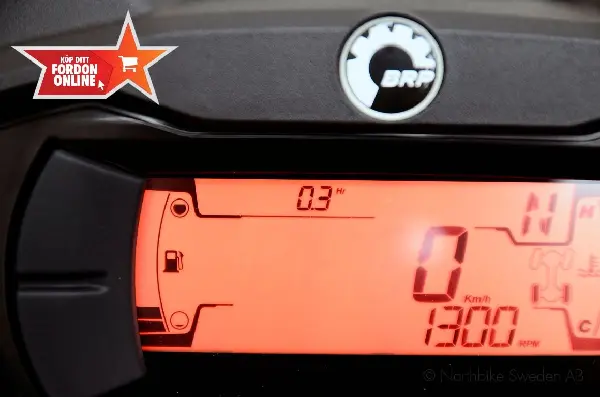 KÖP DITT
FORDON
ONLINE
BRP
0.3 Hr
N
H
0
Km/h
1300
RPM
C
© Northbike Sweden AB